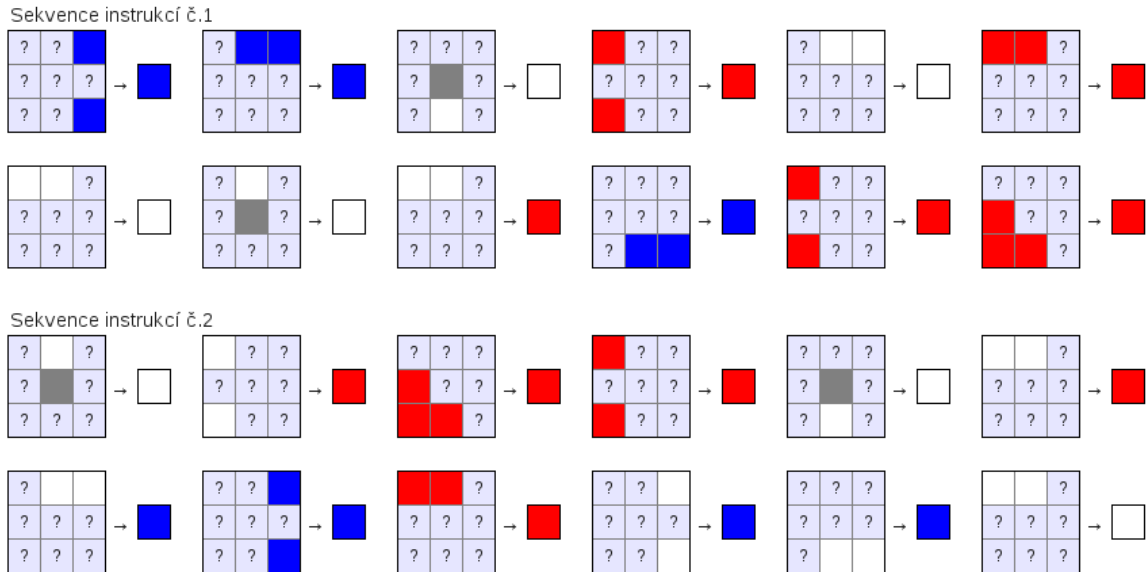 Sekvence instrukcí č.1
? ? ? ? ? ? ? ? ? ?
? ? ? → ? ? ? → ? ? → ? ? ? → ? ? ? → ? ? ? →
? ? ? ? ? ? ? ? ? ? ? ? ? ? ?
? ? ? ? ? ? ? ? ? ? ? ?
? ? ? → ? ? → ? ? ? → ? ? ? → ? ? ? → ? ? →
? ? ? ? ? ? ? ? ? ? ? ? ?
Sekvence instrukcí č.2
? ? ? ? ? ? ? ? ? ? ? ? ?
? ? → ? ? ? → ? ? → ? ? ? → ? ? → ? ? ? →
? ? ? ? ? ? ? ? ? ? ? ? ?
? ? ? ? ? ? ? ? ? ?
? ? ? → ? ? ? → ? ? ? → ? ? ? → ? ? ? → ? ? ? →
? ? ? ? ? ? ? ? ? ? ? ? ? ?